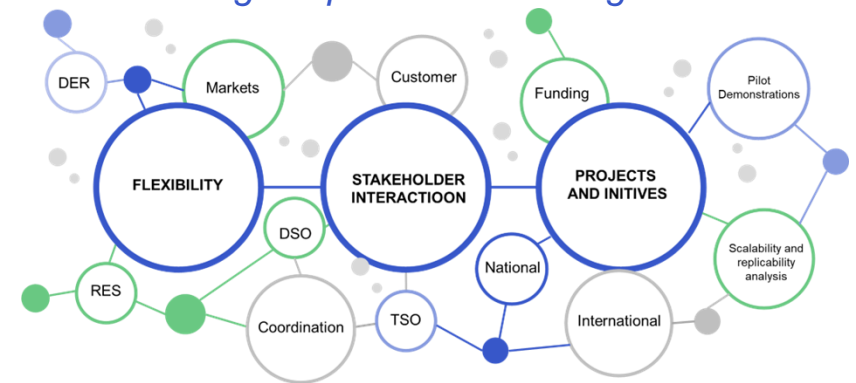 DER
Markets
Customer
Funding
Pilot
Demonstrations
FLEXIBILITY
STAKEHOLDER
INTERACTIOON
PROJECTS
AND INITIVES
DSO
RES
Coordination
TSO
National
International
Scalability and
replicability
analysis